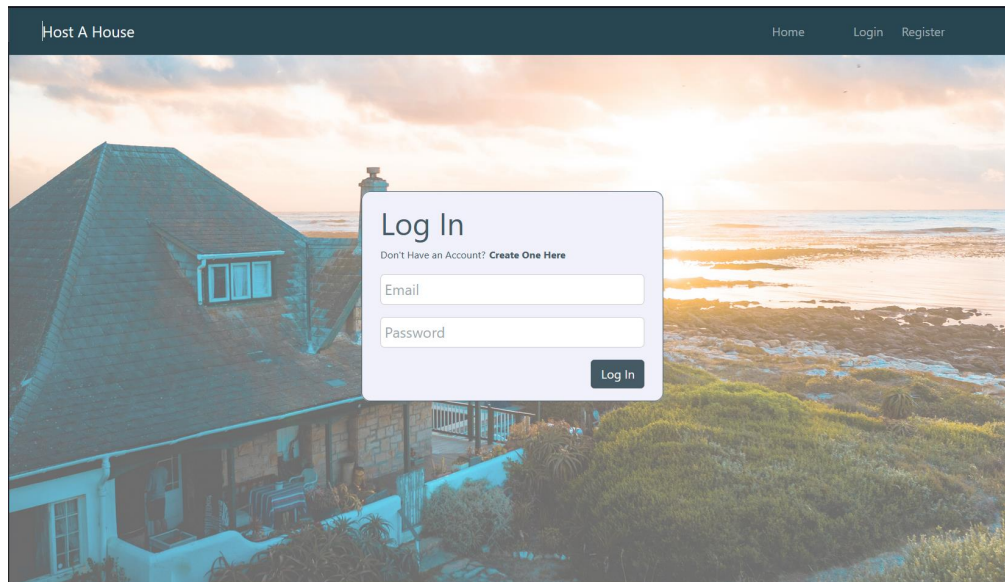 Host A House
Home Login Register
Log In
Don't Have an Account? Create One Here
Email
Password
Log In